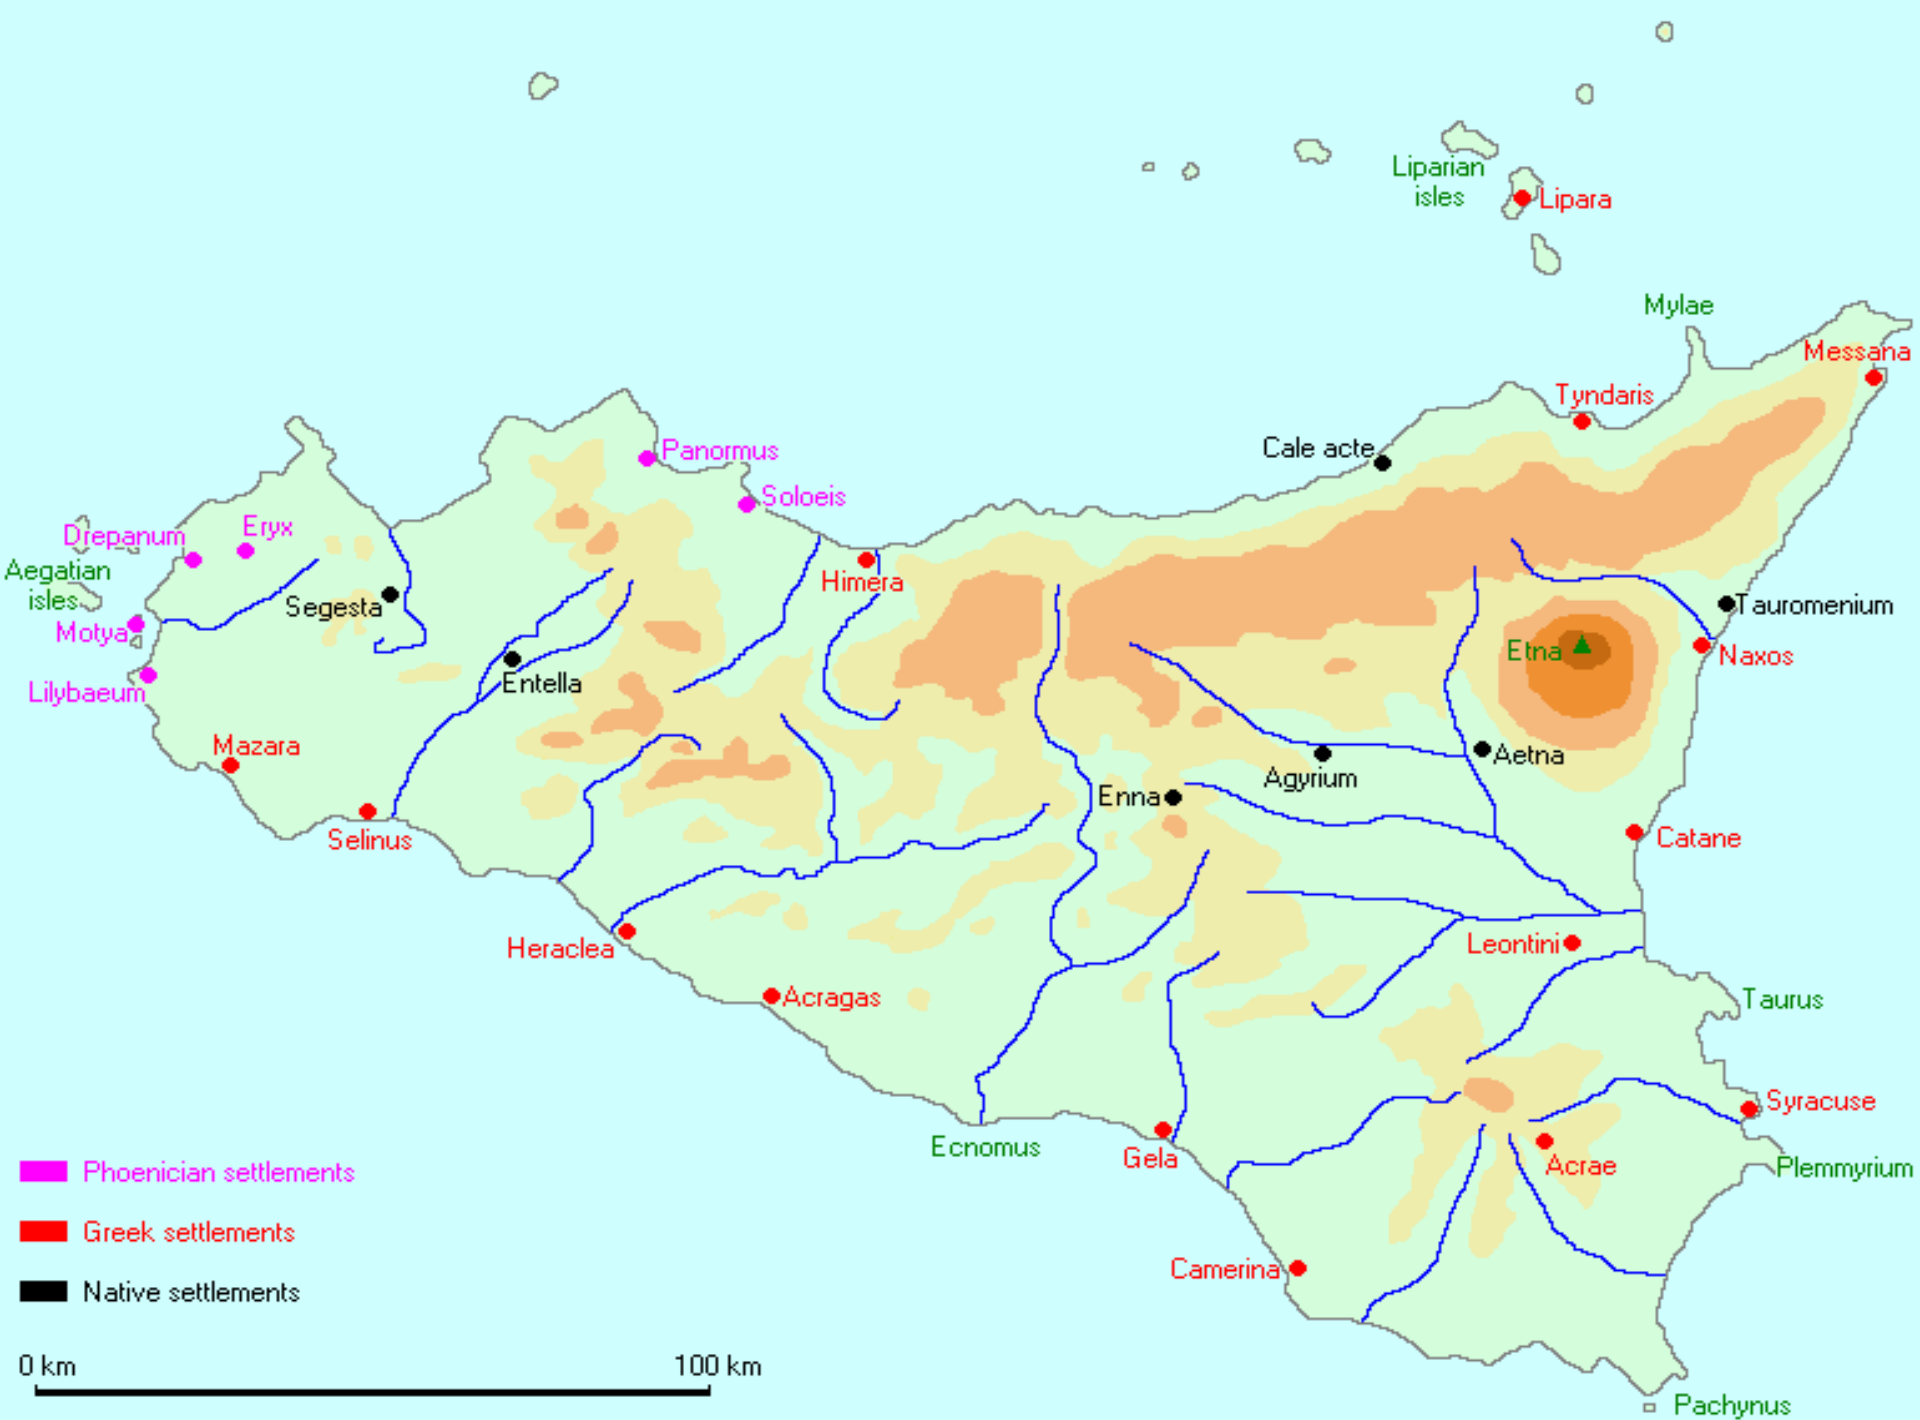 Liparian
isles
Lipara
Mylae
Messana
Tyndaris
Cale acte
Panormus
Soloeis
Drepanum
Eryx
Aegatian
isles
Himera
Segesta
Tauromenium
Motya
Etna
Naxos
Entella
Lilybaeum
Mazara
Aetna
Agyrium
Enna
Selinus
Catane
Heraclea
Leontini
Acragas
Taurus
Syracuse
Ecnomus
Gela
Acrae
Plemmyrium
Phoenician settlements
Greek settlements
Camerina
Native settlements
0 km
100 km
Pachynus